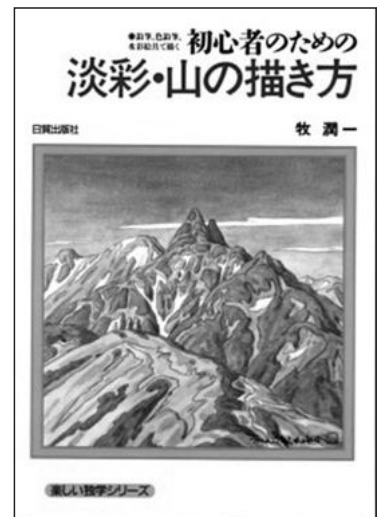 ●鉛筆、色鉛筆、
水彩絵具で描く
初心者のための
淡彩・山の描き方
日貿出版社
牧 潤一
楽しい独学シリーズ